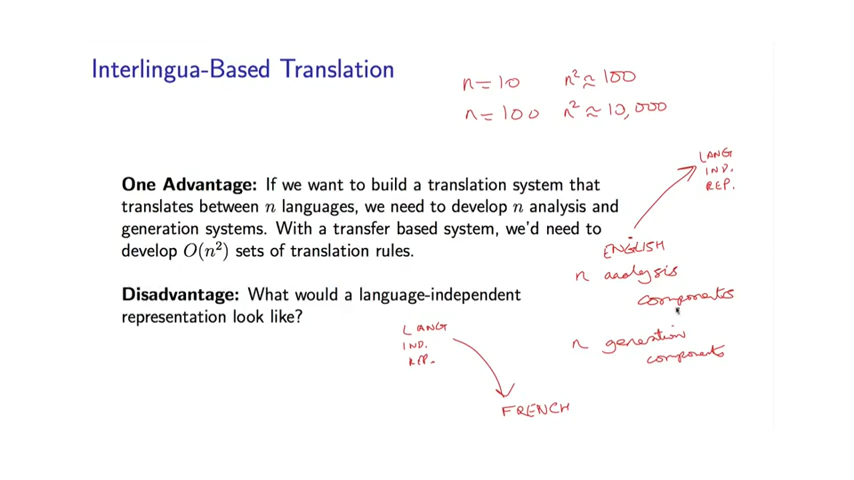 Interlingua-Based Translation
n = 10 n² ≈ 100
n = 100 n² ≈ 10,000
One Advantage: If we want to build a translation system that
translates between n languages, we need to develop n analysis and
generation systems. With a transfer based system, we'd need to
develop O(n²) sets of translation rules.
Disadvantage: What would a language-independent
representation look like?
LANG
IND.
REP.
ENGLISH
n analysis
components
n generation
components
LANG
IND.
REP.
FRENCH